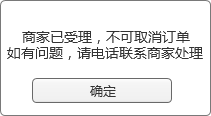 商家已受理，不可取消订单
如有问题，请电话联系商家处理
确定